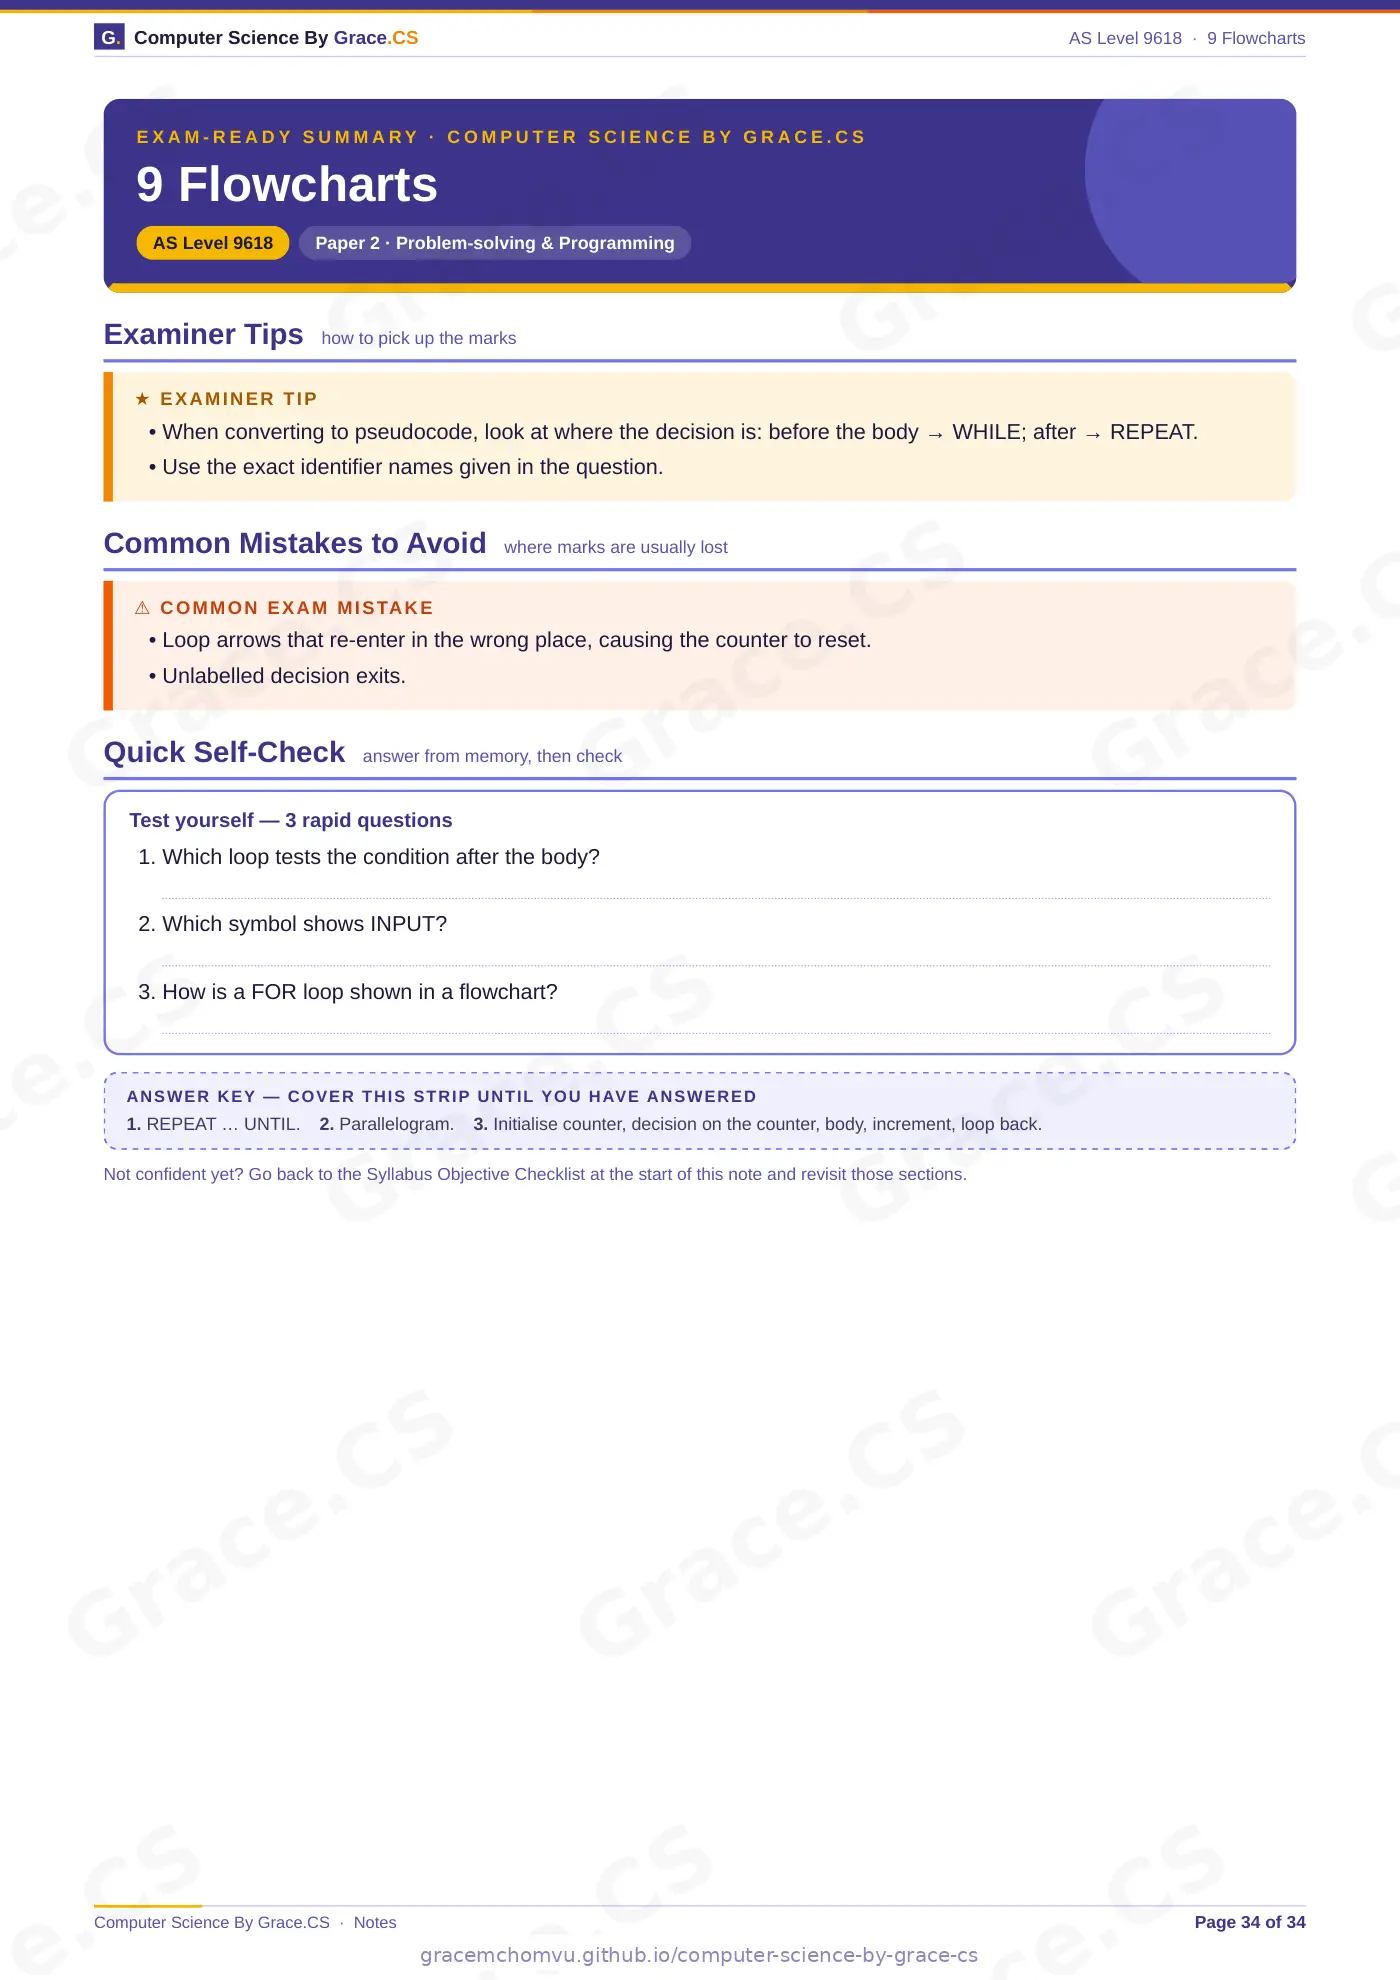 G. Computer Science By Grace.CS
AS Level 9618 · 9 Flowcharts
EXAM-READY SUMMARY · COMPUTER SCIENCE BY GRACE.CS
9 Flowcharts
AS Level 9618
Paper 2 · Problem-solving & Programming
Examiner Tips how to pick up the marks
★ EXAMINER TIP
• When converting to pseudocode, look at where the decision is: before the body → WHILE; after → REPEAT.
• Use the exact identifier names given in the question.
Common Mistakes to Avoid where marks are usually lost
⚠ COMMON EXAM MISTAKE
• Loop arrows that re-enter in the wrong place, causing the counter to reset.
• Unlabelled decision exits.
Quick Self-Check answer from memory, then check
Test yourself — 3 rapid questions
1. Which loop tests the condition after the body?
2. Which symbol shows INPUT?
3. How is a FOR loop shown in a flowchart?
ANSWER KEY — COVER THIS STRIP UNTIL YOU HAVE ANSWERED
1. REPEAT … UNTIL. 2. Parallelogram. 3. Initialise counter, decision on the counter, body, increment, loop back.
Not confident yet? Go back to the Syllabus Objective Checklist at the start of this note and revisit those sections.
Computer Science By Grace.CS · Notes
Page 34 of 34
gracemchomvu.github.io/computer-science-by-grace-cs